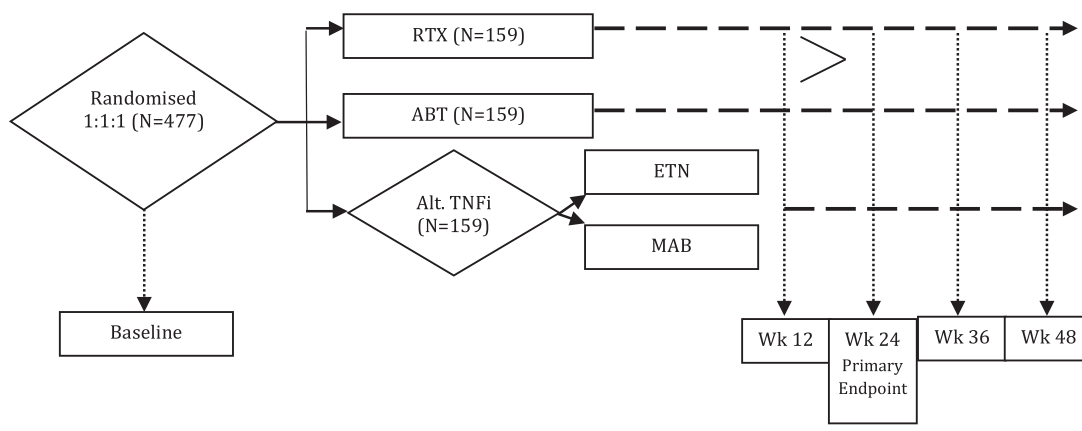 Randomised
1:1:1 (N=477)
RTX (N=159)
ABT (N=159)
Alt. TNFi
(N=159)
ETN
MAB
Baseline
Wk 12
Wk 24
Primary
Endpoint
Wk 36
Wk 48